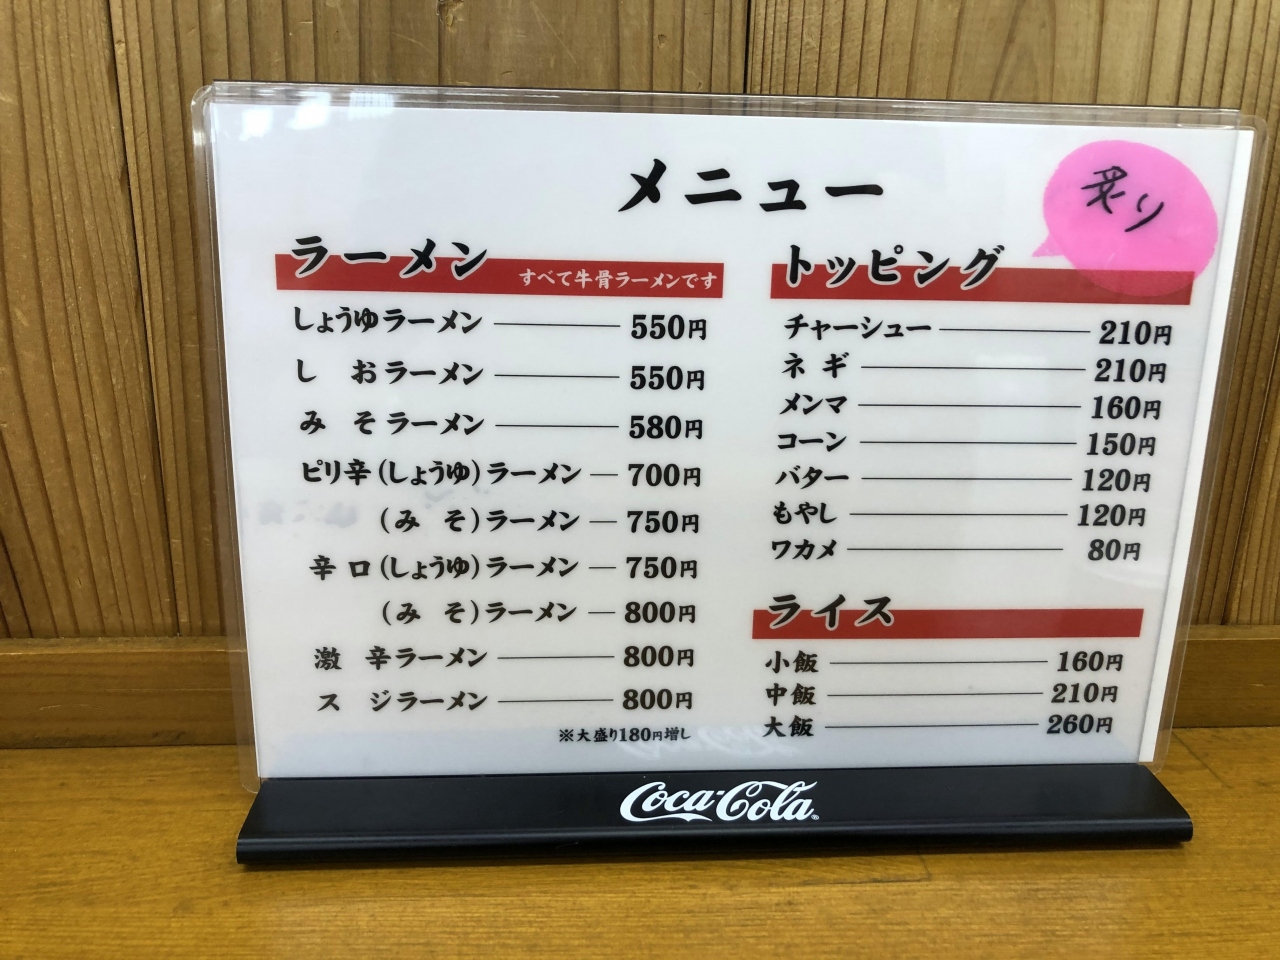 メニュー
炙り
ラーメン
すべて牛骨ラーメンです
しょうゆラーメン 550円
しおラーメン 550円
みそラーメン 580円
ピリ辛(しょうゆ)ラーメン 700円
(みそ)ラーメン 750円
辛口(しょうゆ)ラーメン 750円
(みそ)ラーメン 800円
激辛ラーメン 800円
スジラーメン 800円
※大盛り180円増し
トッピング
チャーシュー 210円
ネギ 210円
メンマ 160円
コーン 150円
バター 120円
もやし 120円
ワカメ 80円
ライス
小飯 160円
中飯 210円
大飯 260円
Coca-Cola®